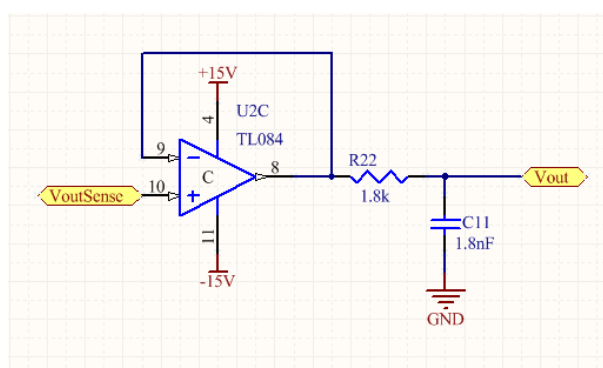 +15V
4
U2C
TL084
9
8
C
R22
1.8k
VoutSense
10
Vout
11
-15V
C11
1.8nF
GND